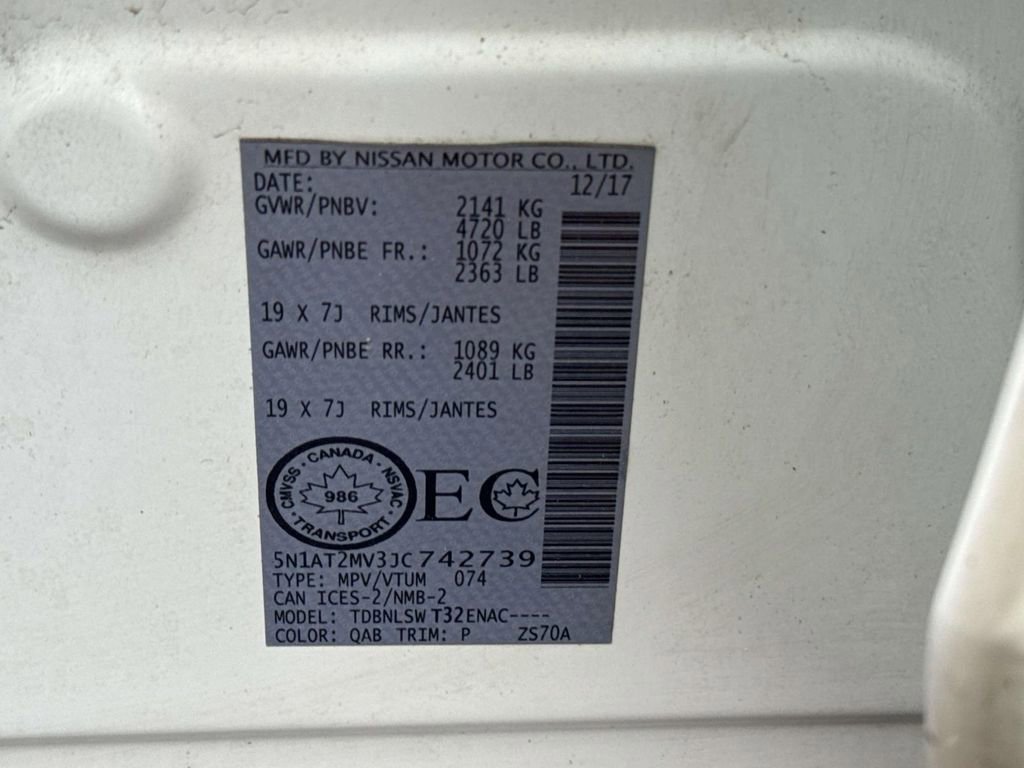 MFD BY NISSAN MOTOR CO., LTD.
DATE: 12/17
GVWR/PNBV: 2141 KG
4720 LB
GAWR/PNBE FR.: 1072 KG
2363 LB
19 X 7J RIMS/JANTES
GAWR/PNBE RR.: 1089 KG
2401 LB
19 X 7J RIMS/JANTES
CMVSS · CANADA · NSVAC · TRANSPORT ·
986
EC
5N1AT2MV3JC742739
TYPE: MPV/VTUM 074
CAN ICES-2/NMB-2
MODEL: TDBNLSW T32ENAC----
COLOR: QAB TRIM: P ZS70A